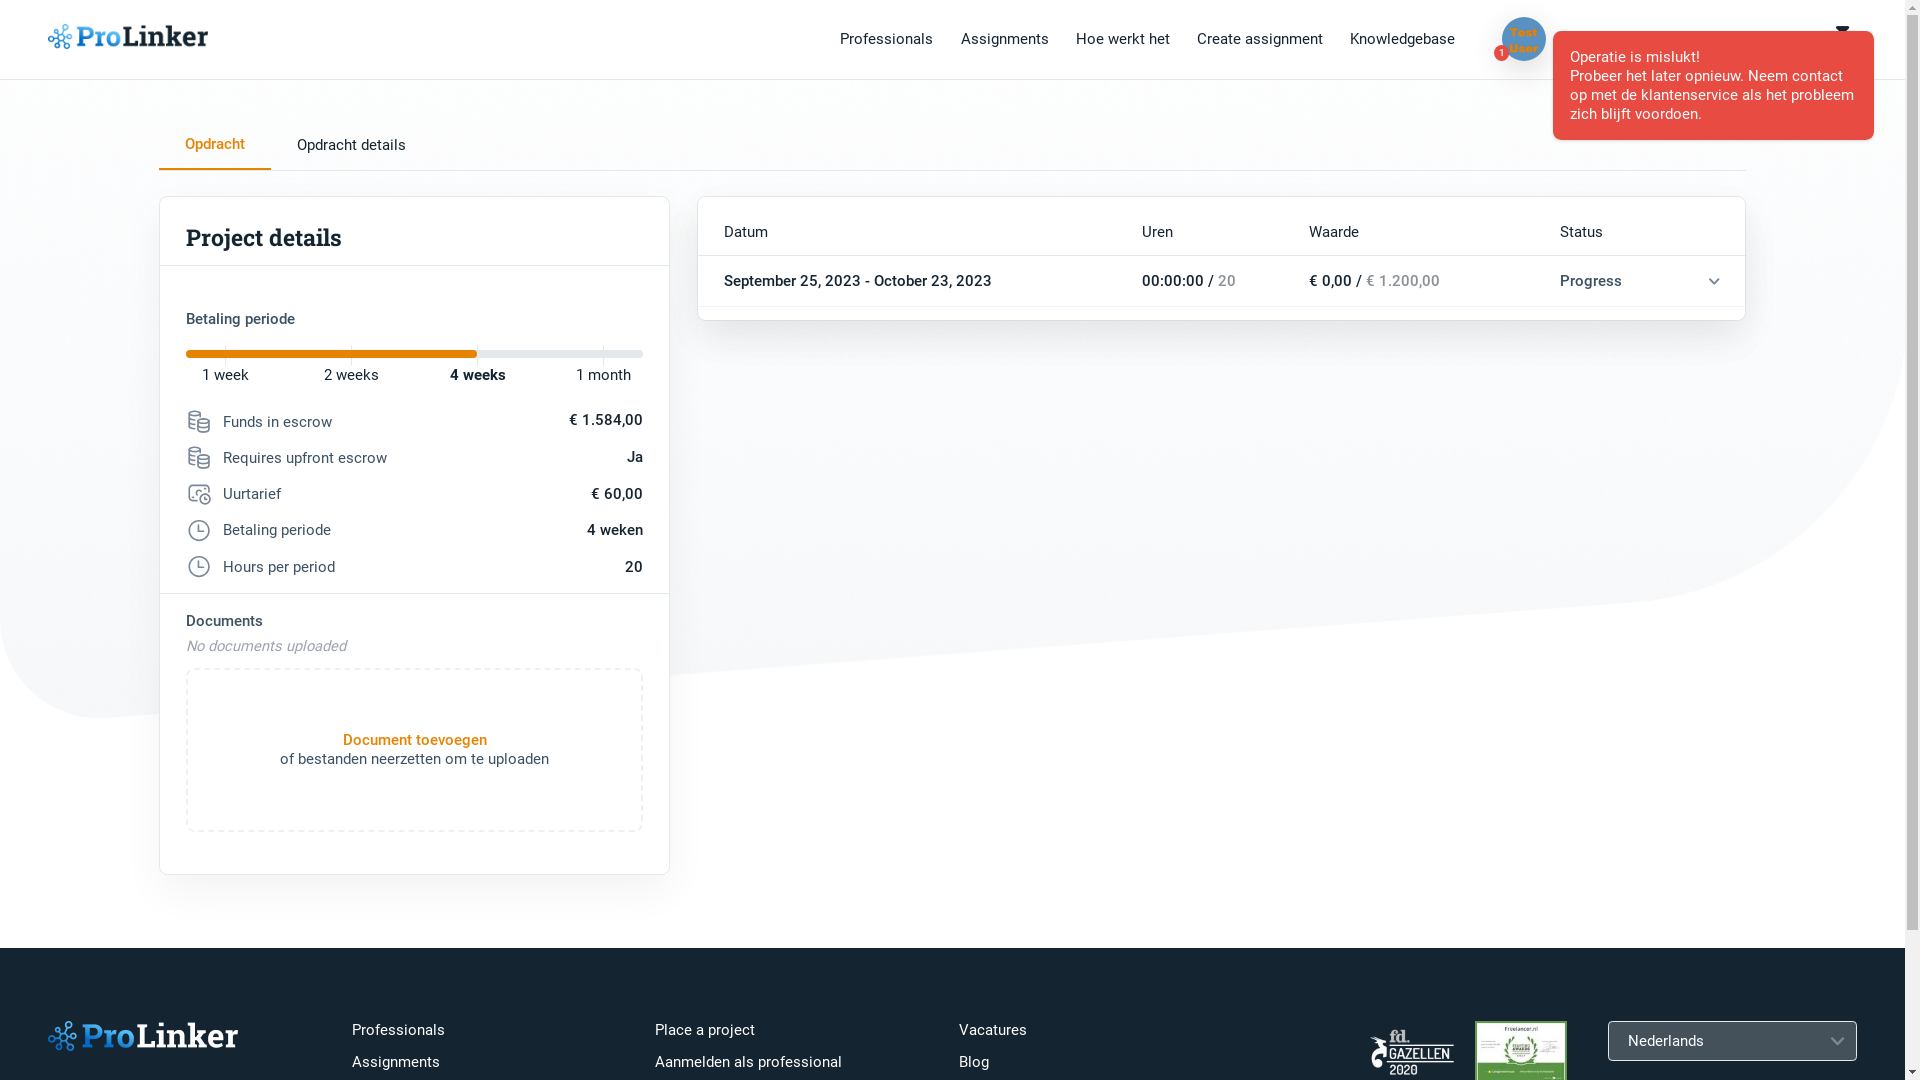 ProLinker
Professionals
Assignments
Hoe werkt het
Create assignment
Knowledgebase
Test
User
1
Operatie is mislukt!
Probeer het later opnieuw. Neem contact
op met de klantenservice als het probleem
zich blijft voordoen.
Opdracht
Opdracht details
Project details
Betaling periode
1 week
2 weeks
4 weeks
1 month
Funds in escrow
€ 1.584,00
Requires upfront escrow
Ja
Uurtarief
€ 60,00
Betaling periode
4 weken
Hours per period
20
Documents
No documents uploaded
Document toevoegen
of bestanden neerzetten om te uploaden
Datum
Uren
Waarde
Status
September 25, 2023 - October 23, 2023
00:00:00 / 20
€ 0,00 / € 1.200,00
Progress
ProLinker
Professionals
Assignments
Place a project
Aanmelden als professional
Vacatures
Blog
fd.
GAZELLEN
2020
Freelancer.nl
Nederlands